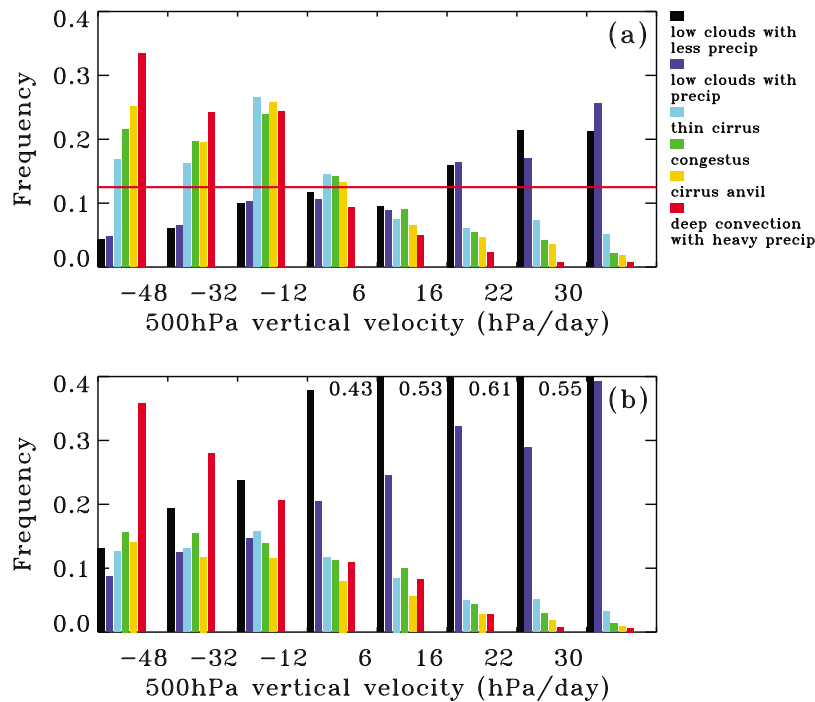 0.4
0.3
0.2
0.1
0.0
Frequency
(a)
−48 −32 −12 6 16 22 30
500hPa vertical velocity (hPa/day)
low clouds with
less precip
low clouds with
precip
thin cirrus
congestus
cirrus anvil
deep convection
with heavy precip
0.4
0.3
0.2
0.1
0.0
Frequency
0.43 0.53 0.61 0.55
(b)
−48 −32 −12 6 16 22 30
500hPa vertical velocity (hPa/day)